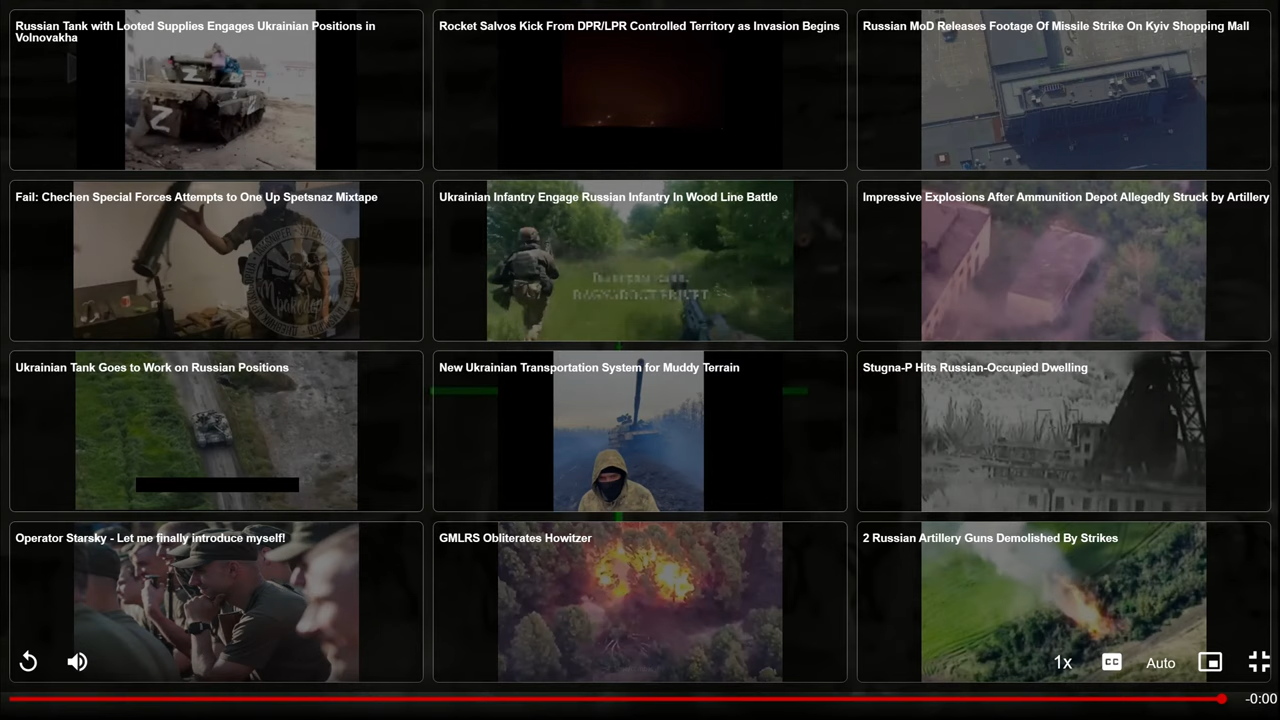 Russian Tank with Looted Supplies Engages Ukrainian Positions in
Volnovakha
Rocket Salvos Kick From DPR/LPR Controlled Territory as Invasion Begins
Russian MoD Releases Footage Of Missile Strike On Kyiv Shopping Mall
Z
Z
Fail: Chechen Special Forces Attempts to One Up Spetsnaz Mixtape
Ukrainian Infantry Engage Russian Infantry In Wood Line Battle
Impressive Explosions After Ammunition Depot Allegedly Struck by Artillery
Ukrainian Tank Goes to Work on Russian Positions
New Ukrainian Transportation System for Muddy Terrain
Stugna-P Hits Russian-Occupied Dwelling
Operator Starsky - Let me finally introduce myself!
GMLRS Obliterates Howitzer
2 Russian Artillery Guns Demolished By Strikes
1x
CC
Auto
-0:00